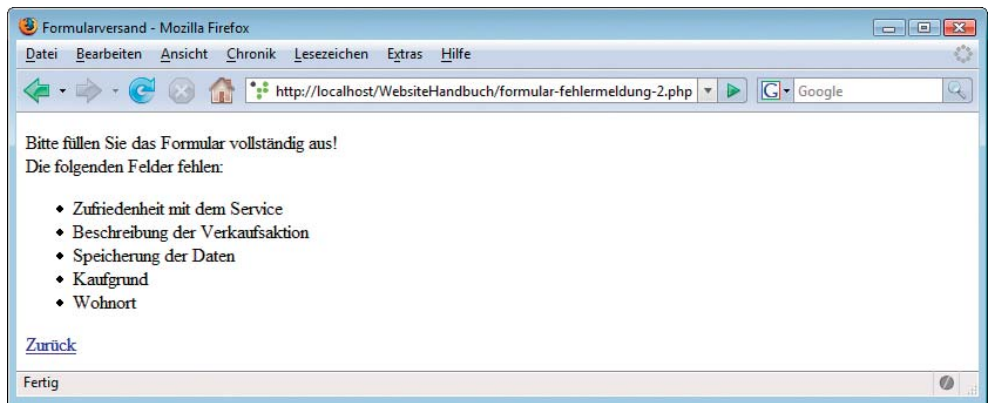 Formularversand - Mozilla Firefox
Datei Bearbeiten Ansicht Chronik Lesezeichen Extras Hilfe
http://localhost/WebsiteHandbuch/formular-fehlermeldung-2.php G Google
Bitte füllen Sie das Formular vollständig aus!
Die folgenden Felder fehlen:
Zufriedenheit mit dem Service
Beschreibung der Verkaufsaktion
Speicherung der Daten
Kaufgrund
Wohnort
Zurück
Fertig